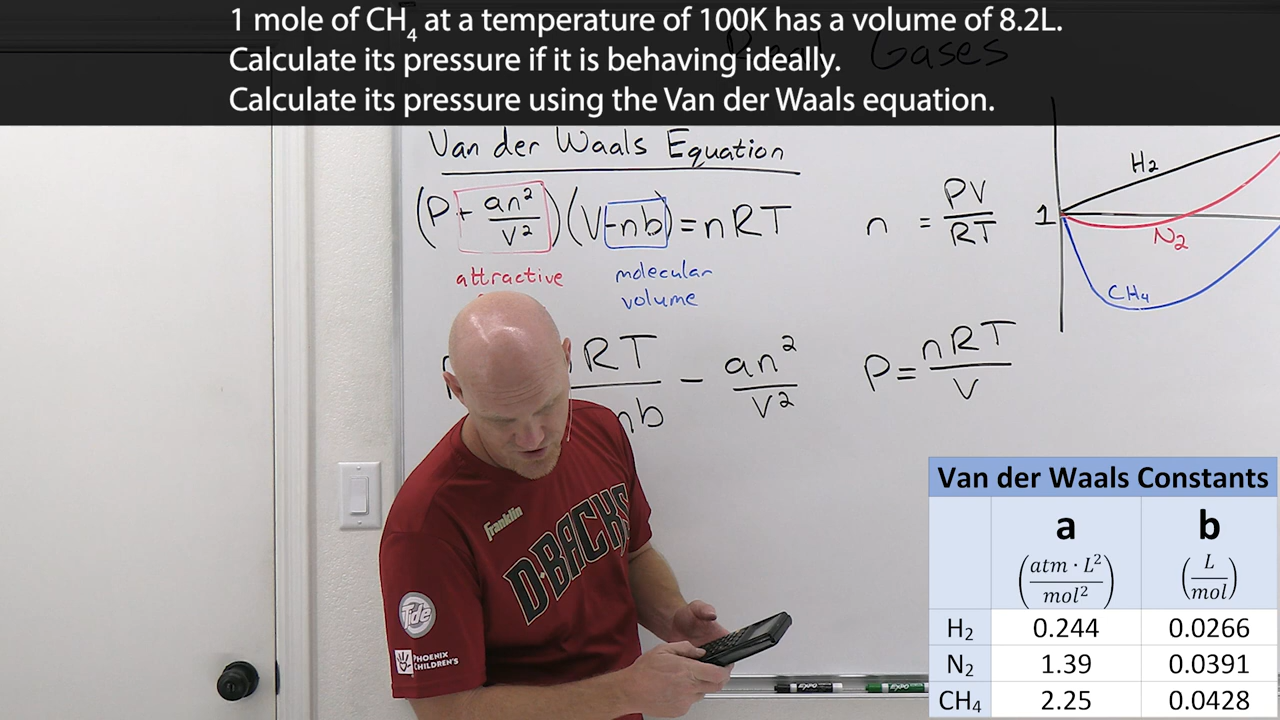 1 mole of CH₄ at a temperature of 100K has a volume of 8.2L.
Calculate its pressure if it is behaving ideally.
Calculate its pressure using the Van der Waals equation.
Gases
Van der Waals Equation
(P + an²/V²)(V-nb) = nRT
attractive
molecular
volume
n = PV/RT
1
H2
N2
CH4
RT
nb
- an²/V²
P = nRT/V
Franklin
D-BACKS
Tide
PHOENIX
CHILDREN'S
EXPO
EXPO
Van der Waals Constants
a b
(atm · L²/mol²) (L/mol)
H₂ 0.244 0.0266
N₂ 1.39 0.0391
CH₄ 2.25 0.0428